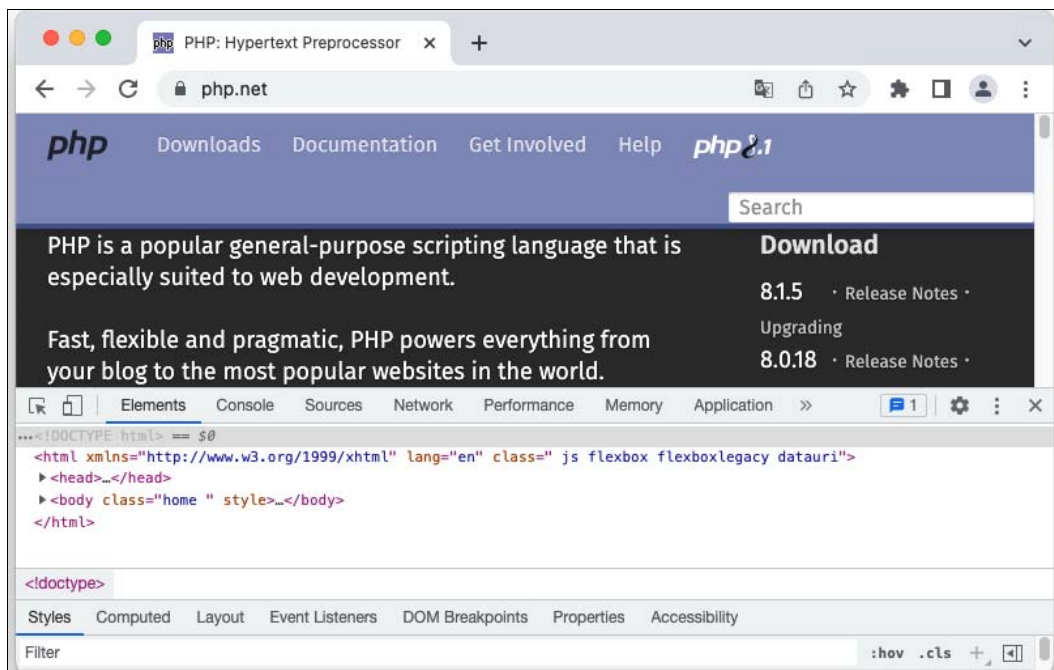 php PHP: Hypertext Preprocessor
php.net
php Downloads Documentation Get Involved Help php8.1
Search
PHP is a popular general-purpose scripting language that is
especially suited to web development.
Fast, flexible and pragmatic, PHP powers everything from
your blog to the most popular websites in the world.
Download
8.1.5 · Release Notes ·
Upgrading
8.0.18 · Release Notes ·
Elements Console Sources Network Performance Memory Application » 1
…<!DOCTYPE html> == $0
<html xmlns="http://www.w3.org/1999/xhtml" lang="en" class=" js flexbox flexboxlegacy datauri">
<head>…</head>
<body class="home " style>…</body>
</html>
<!doctype>
Styles Computed Layout Event Listeners DOM Breakpoints Properties Accessibility
Filter :hov .cls